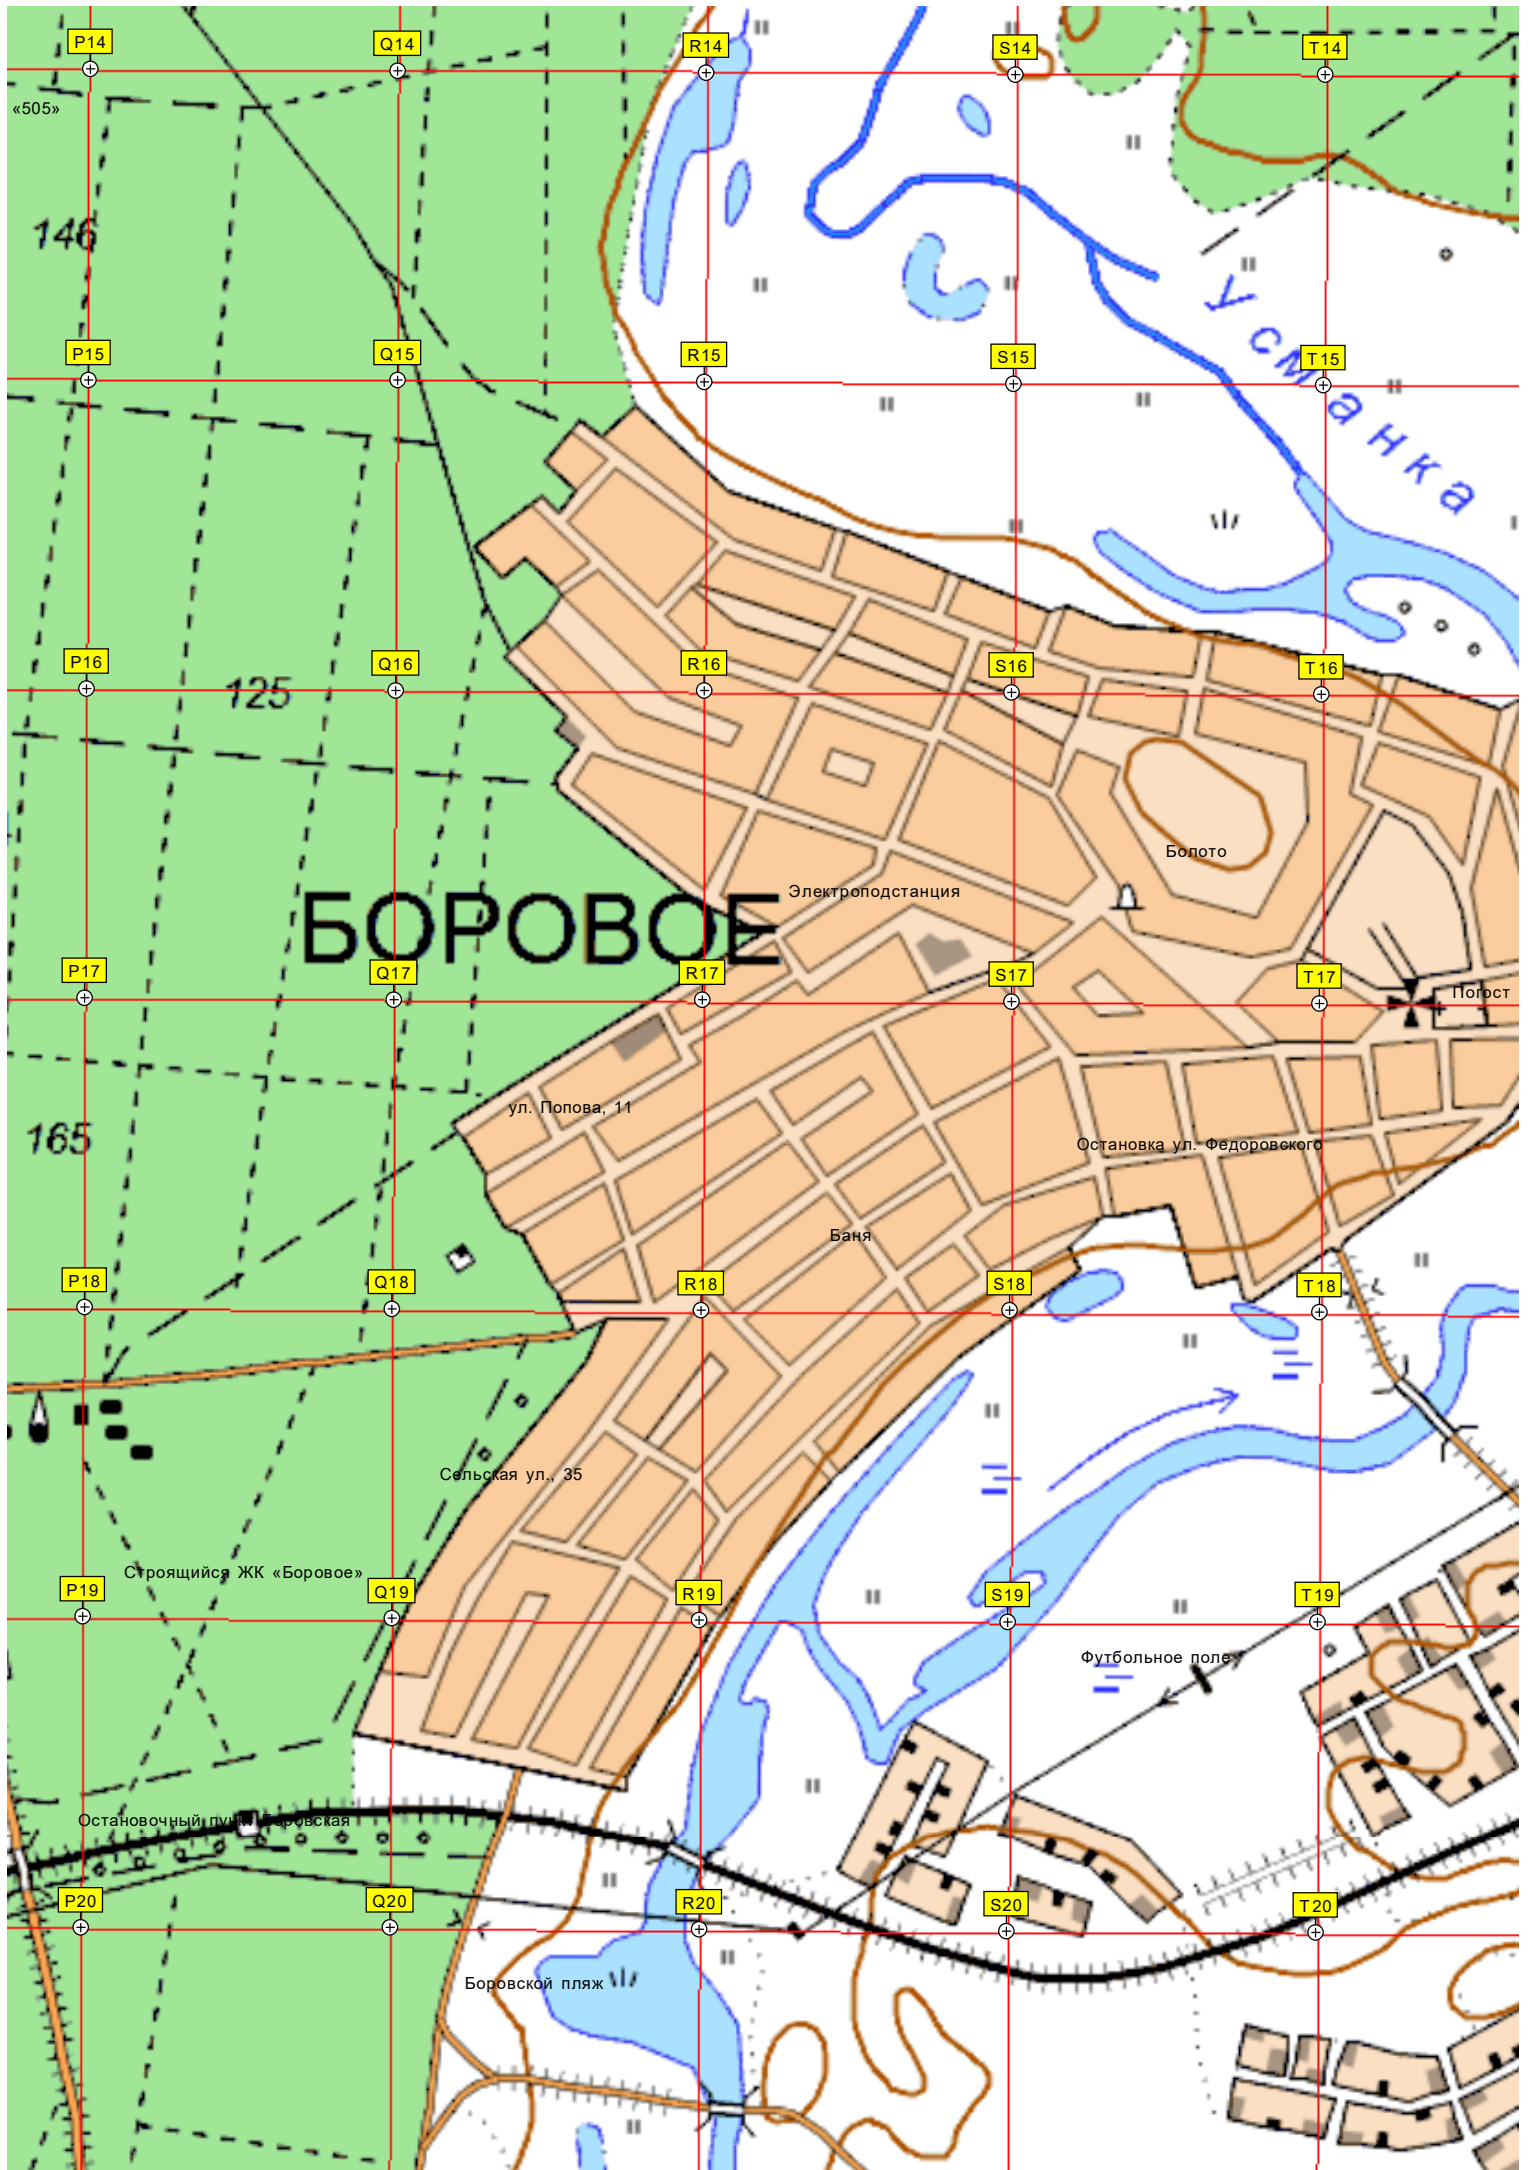 P14 Q14 R14 S14 T14
«505»
146
Усманка
P15 Q15 R15 S15 T15
P16 Q16 R16 S16 T16
125
Болото
Электроподстанция
БОРОВОЕ
P17 Q17 R17 S17 T17
Погост
ул. Попова, 11
165
Остановка ул. Федоровского
Баня
P18 Q18 R18 S18 T18
Сельская ул., 35
Строящийся ЖК «Боровое»
P19 Q19 R19 S19 T19
Футбольное поле
Остановочный пункт Боровская
P20 Q20 R20 S20 T20
Боровской пляж